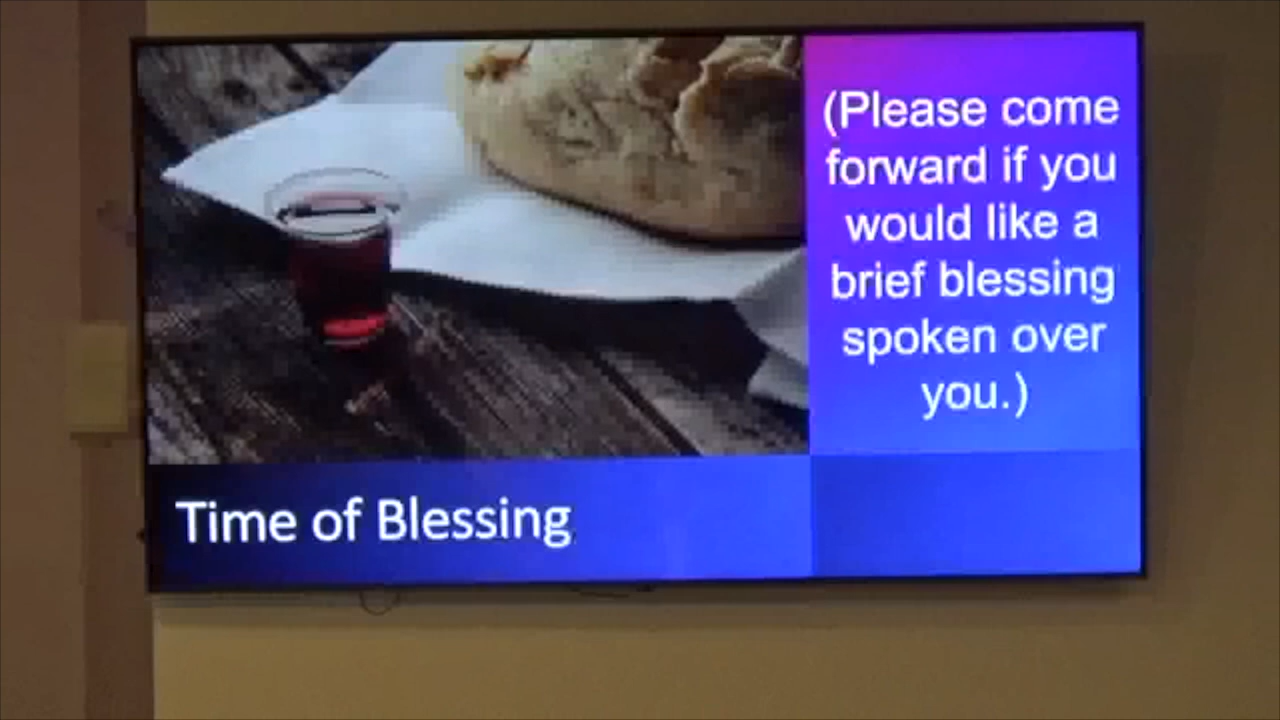 (Please come
forward if you
would like a
brief blessing
spoken over
you.)
Time of Blessing